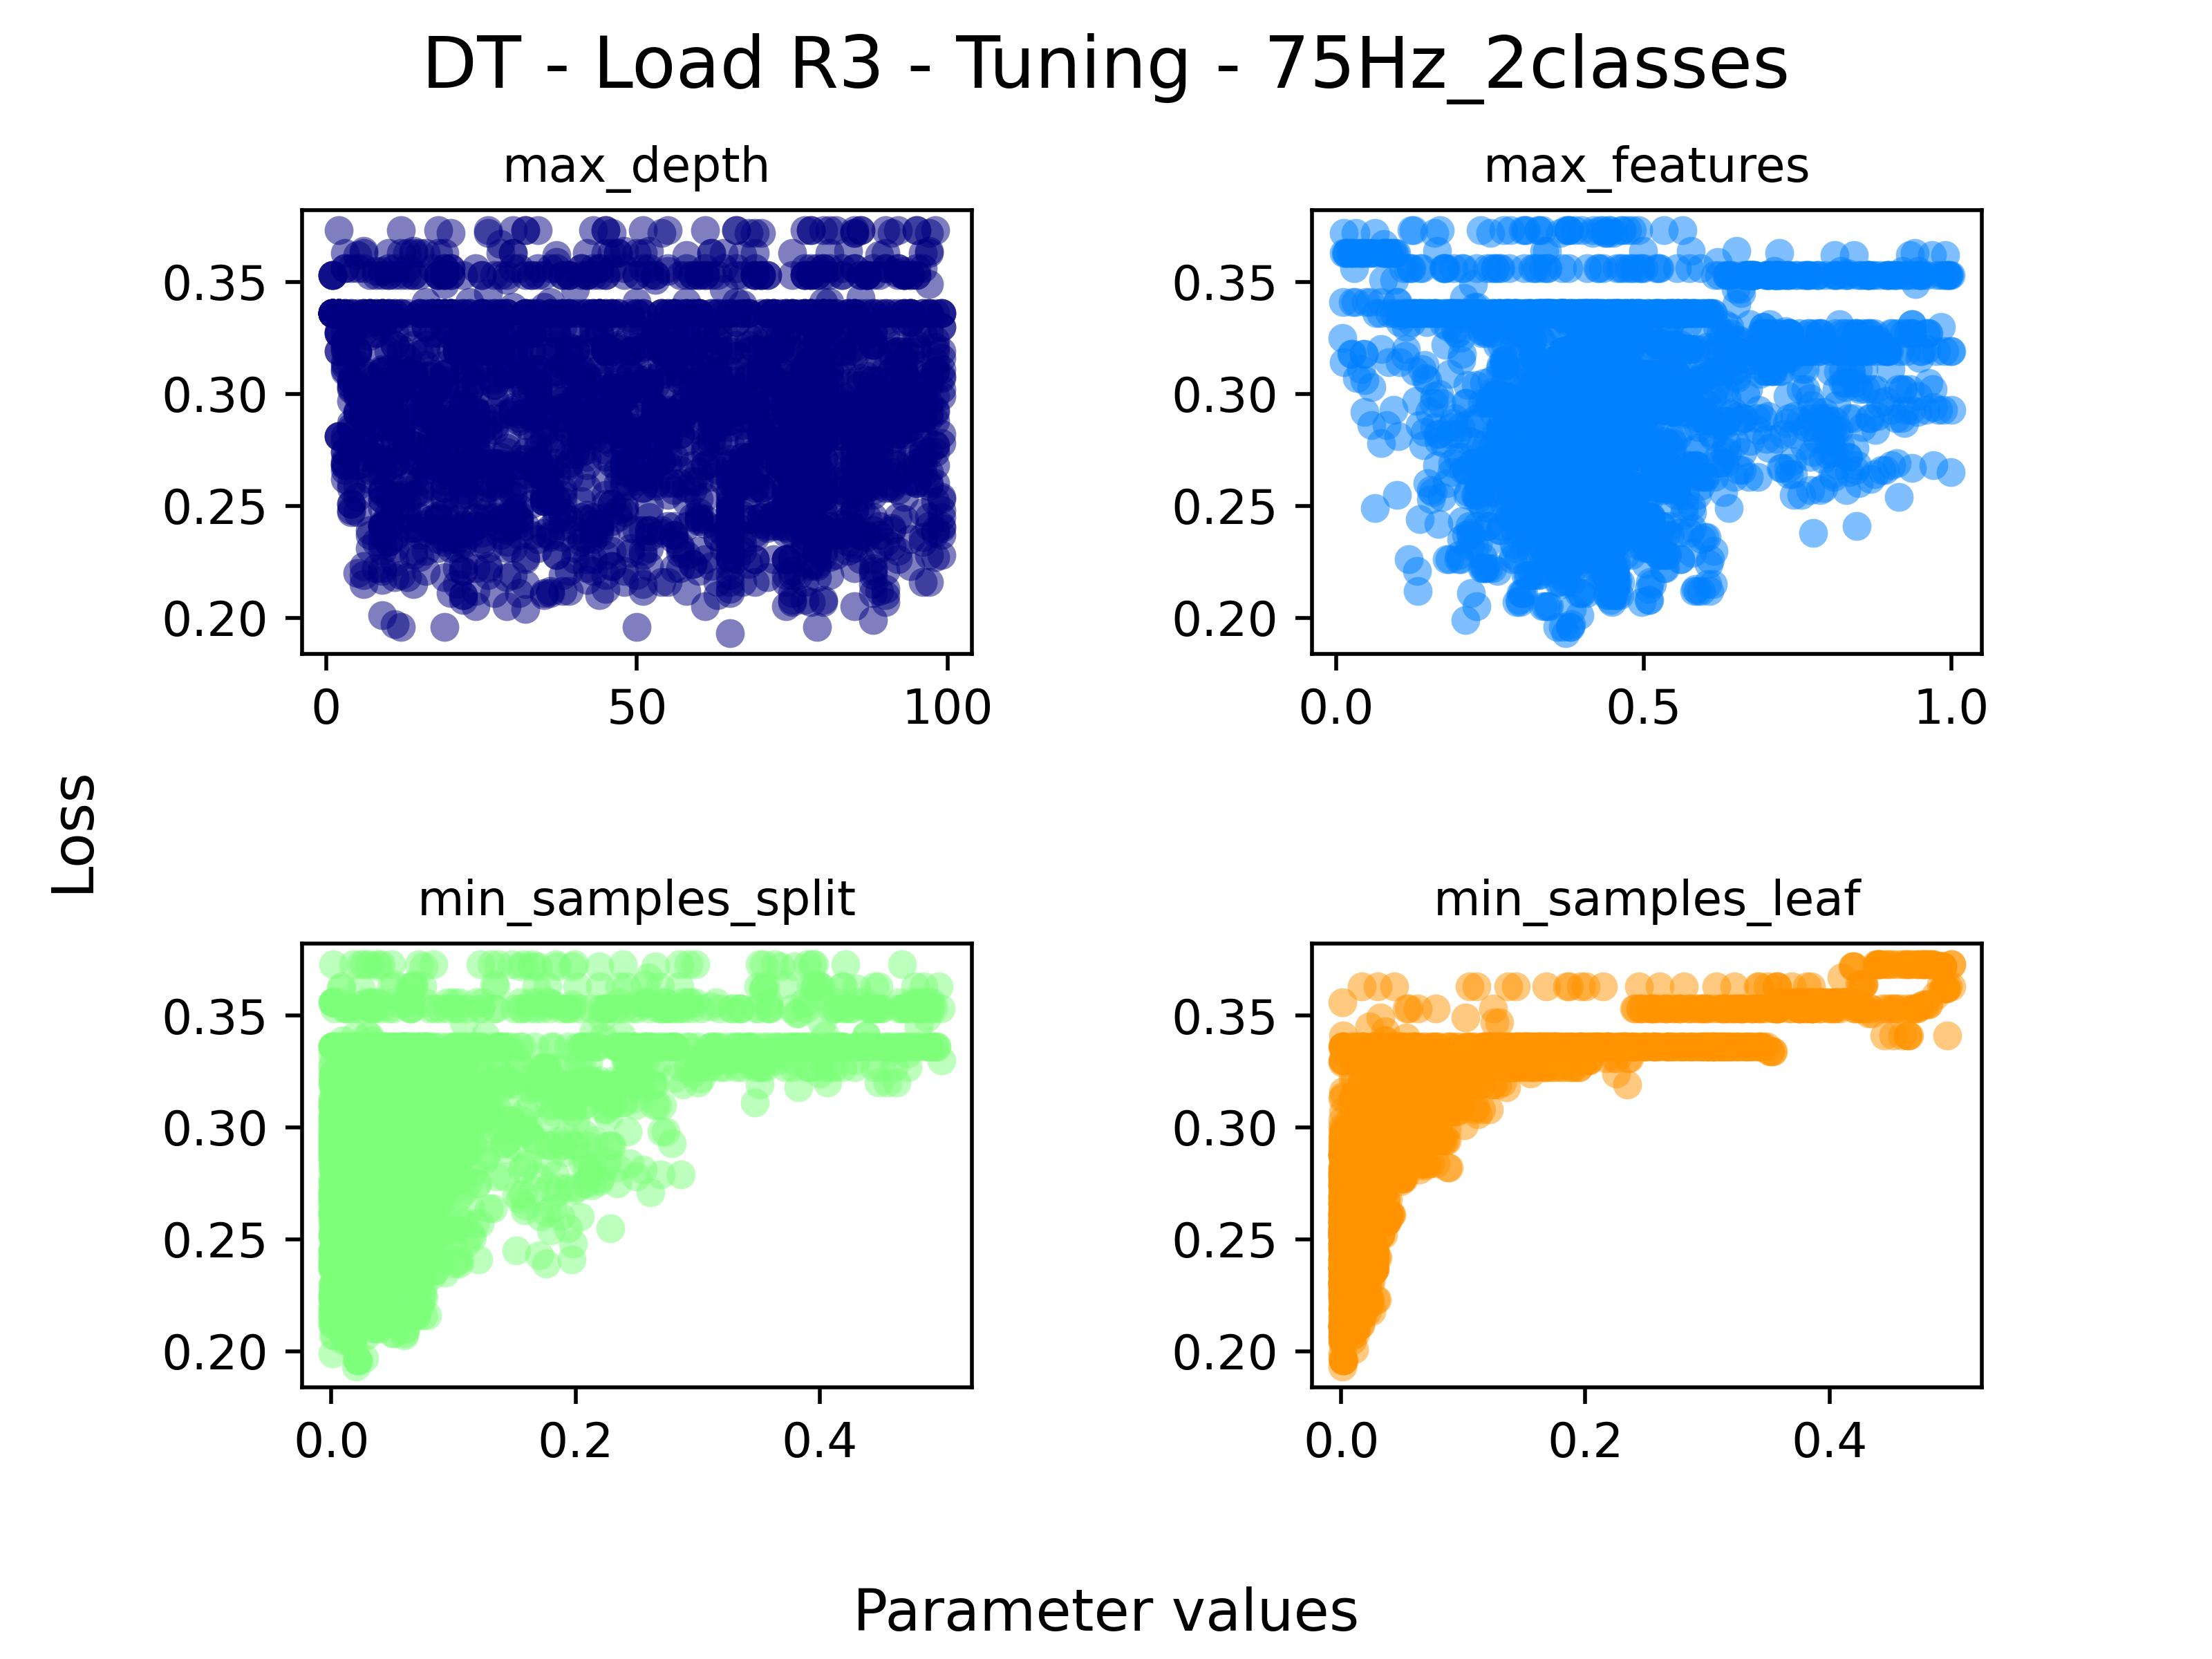 DT - Load R3 - Tuning - 75Hz_2classes
max_depth
0.35
0.30
0.25
0.20
0 50 100
max_features
0.35
0.30
0.25
0.20
0.0 0.5 1.0
Loss
min_samples_split
0.35
0.30
0.25
0.20
0.0 0.2 0.4
min_samples_leaf
0.35
0.30
0.25
0.20
0.0 0.2 0.4
Parameter values